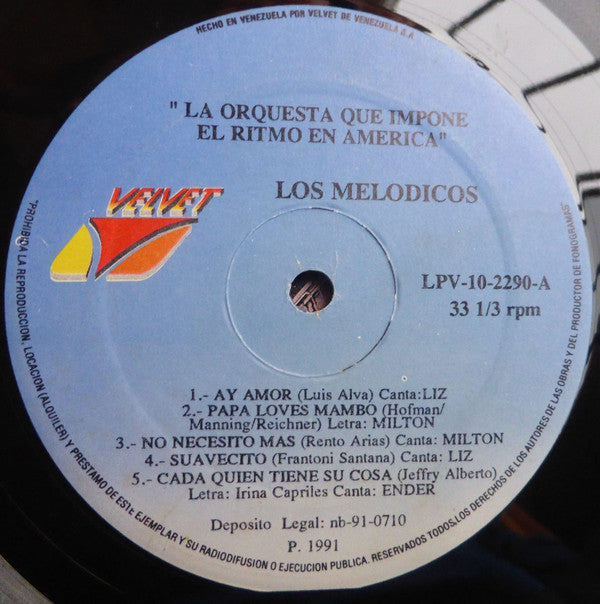 HECHO EN VENEZUELA POR VELVET DE VENEZUELA S.A.
" LA ORQUESTA QUE IMPONE
EL RITMO EN AMERICA"
VELVET
LOS MELODICOS
LPV-10-2290-A
33 1/3 rpm
1.- AY AMOR (Luis Alva) Canta:LIZ
2.- PAPA LOVES MAMBO (Hofman/
Manning/Reichner) Letra: MILTON
3.- NO NECESITO MAS (Rento Arias) Canta: MILTON
4.- SUAVECITO (Frantoni Santana) Canta: LIZ
5.- CADA QUIEN TIENE SU COSA (Jeffry Alberto)
Letra: Irina Capriles Canta: ENDER
Deposito Legal: nb-91-0710
P. 1991
"PROHIBIDA LA REPRODUCCION, LOCACION (ALQUILER) Y PRESTAMO DE ESTE EJEMPLAR Y SU RADIODIFUSION O EJECUCION PUBLICA. RESERVADOS TODOS,LOS DERECHOS DE LOS AUTORES DE LAS OBRAS Y DEL PRODUCTOR DE FONOGRAMAS"